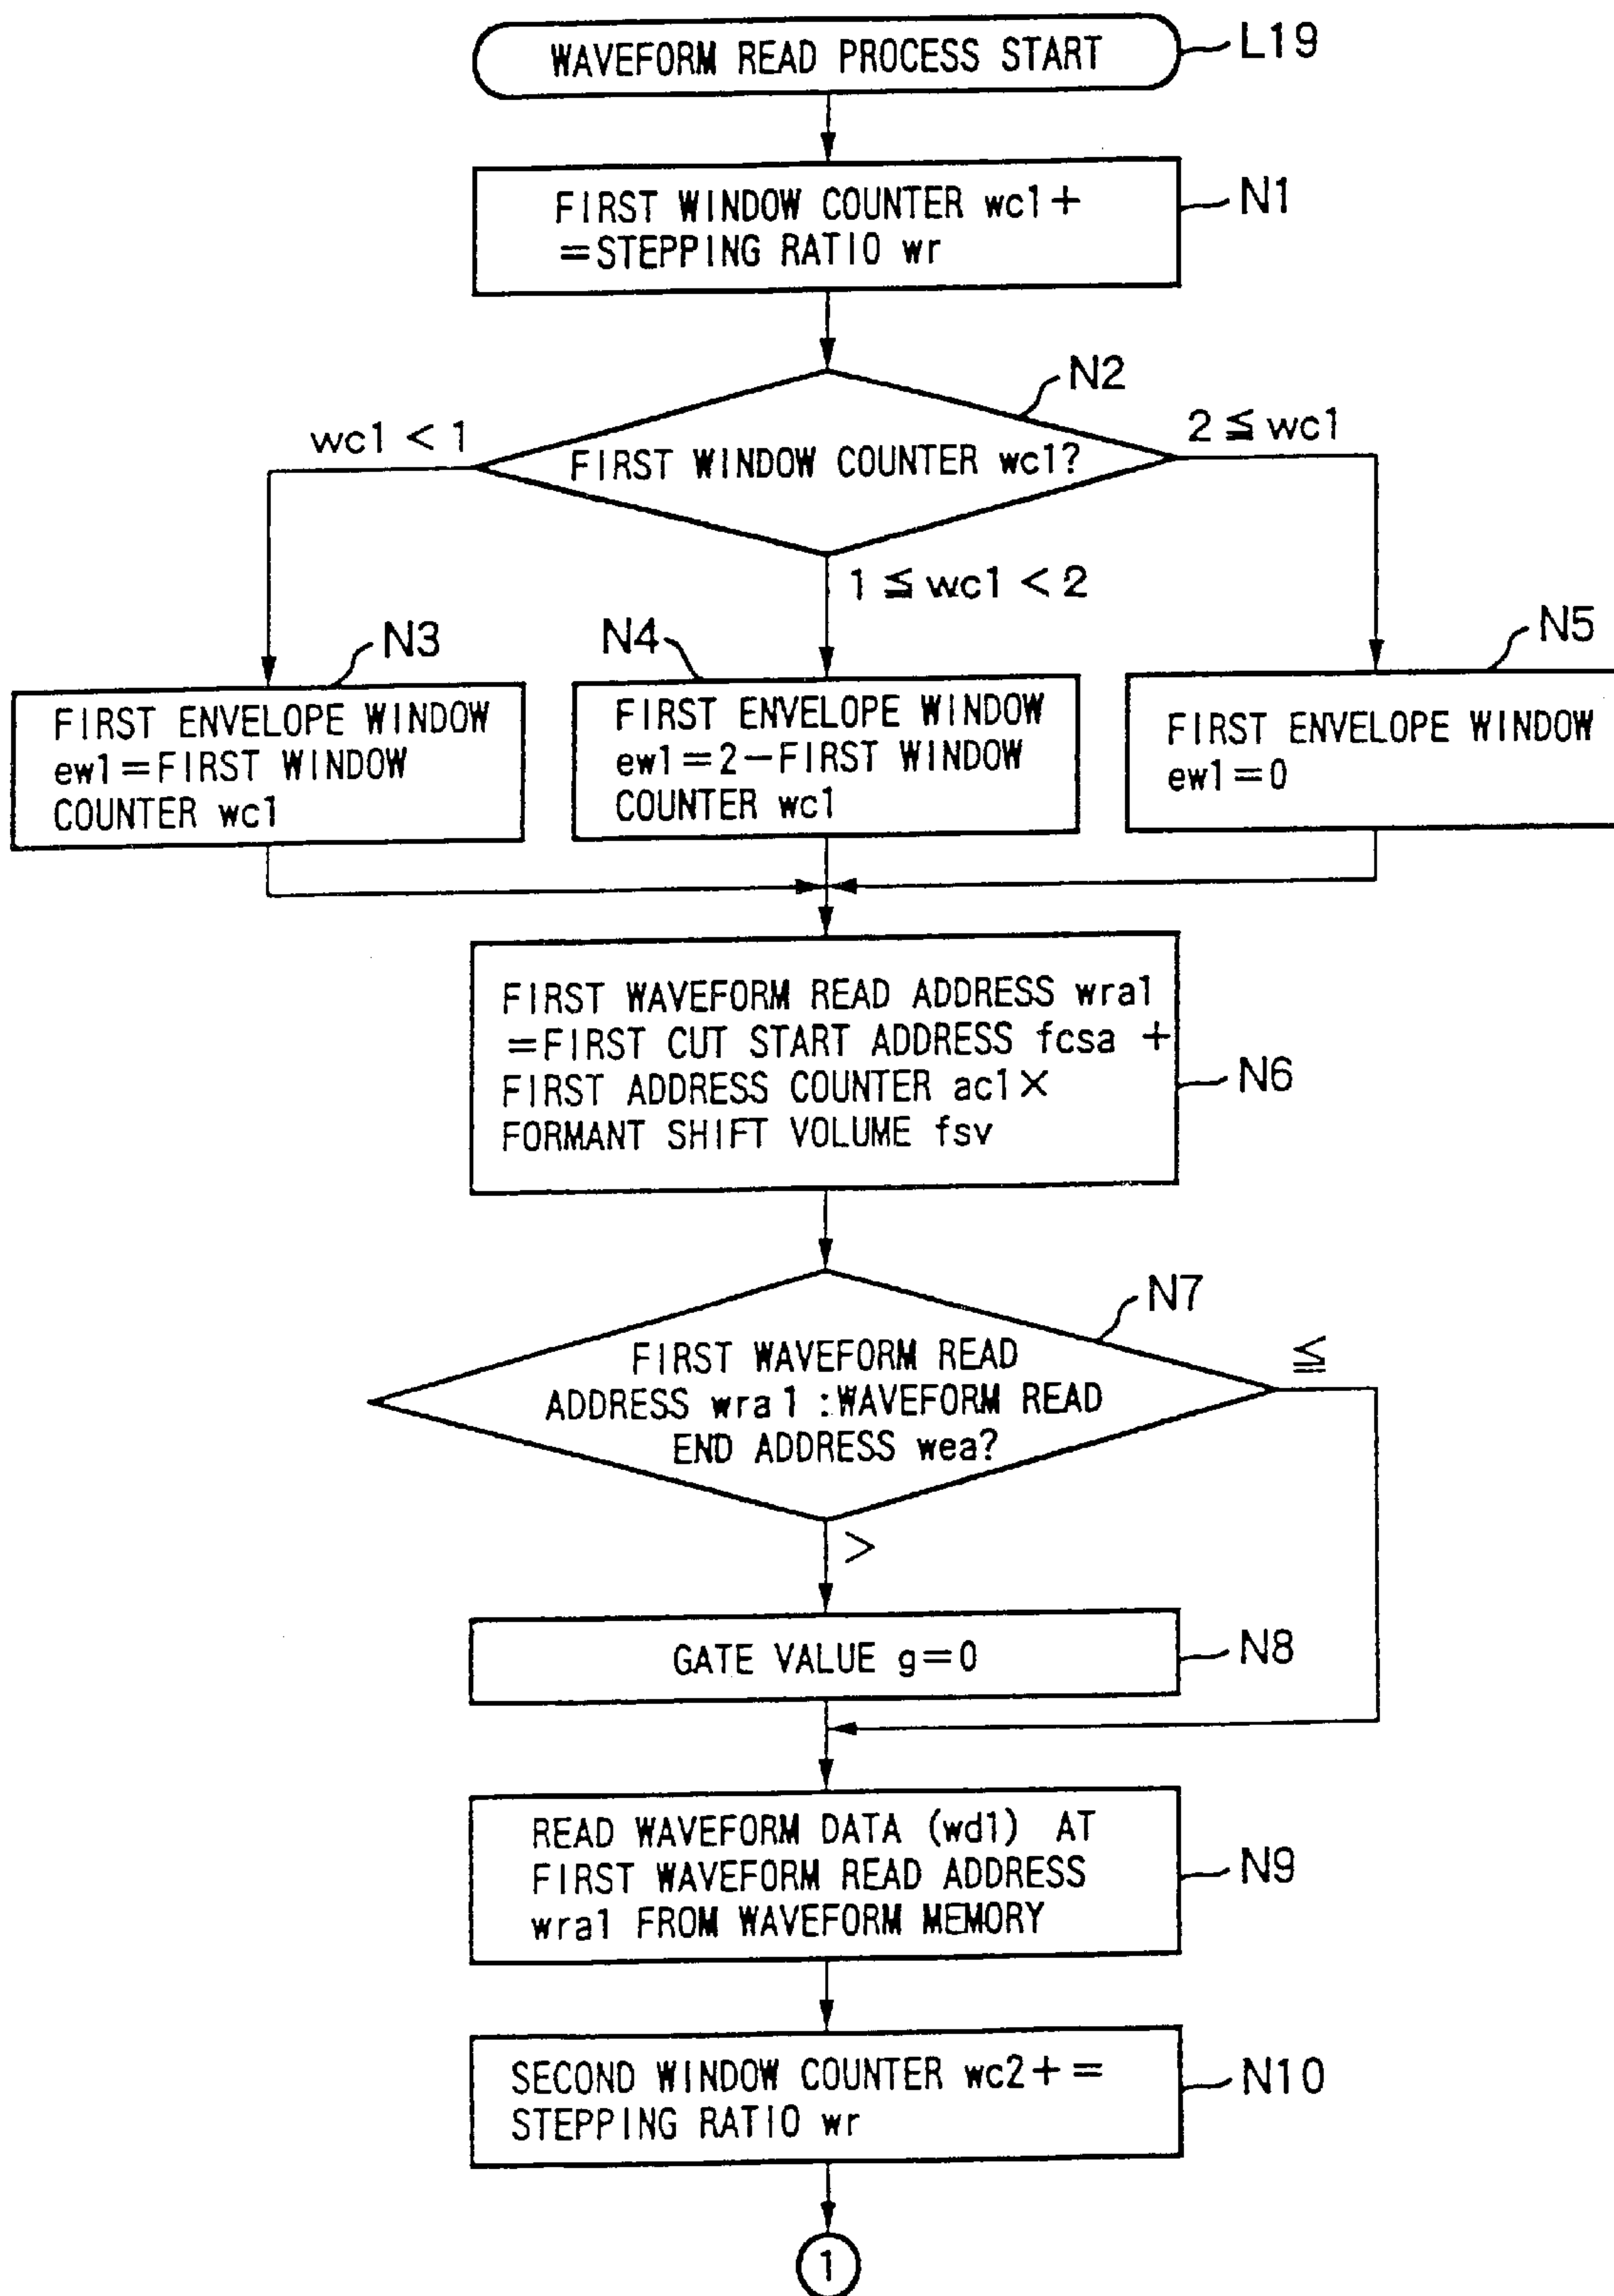 WAVEFORM READ PROCESS START
L19
FIRST WINDOW COUNTER wc1+
=STEPPING RATIO wr
N1
N2
wc1 < 1
2 ≦ wc1
FIRST WINDOW COUNTER wc1?
1 ≦ wc1 < 2
N3
N4
N5
FIRST ENVELOPE WINDOW
ew1=FIRST WINDOW
COUNTER wc1
FIRST ENVELOPE WINDOW
ew1=2-FIRST WINDOW
COUNTER wc1
FIRST ENVELOPE WINDOW
ew1=0
FIRST WAVEFORM READ ADDRESS wra1
=FIRST CUT START ADDRESS fcsa +
FIRST ADDRESS COUNTER ac1×
FORMANT SHIFT VOLUME fsv
N6
N7
FIRST WAVEFORM READ
ADDRESS wra1 :WAVEFORM READ
END ADDRESS wea?
≦
>
GATE VALUE g=0
N8
READ WAVEFORM DATA (wd1) AT
FIRST WAVEFORM READ ADDRESS
wra1 FROM WAVEFORM MEMORY
N9
SECOND WINDOW COUNTER wc2+=
STEPPING RATIO wr
N10
1